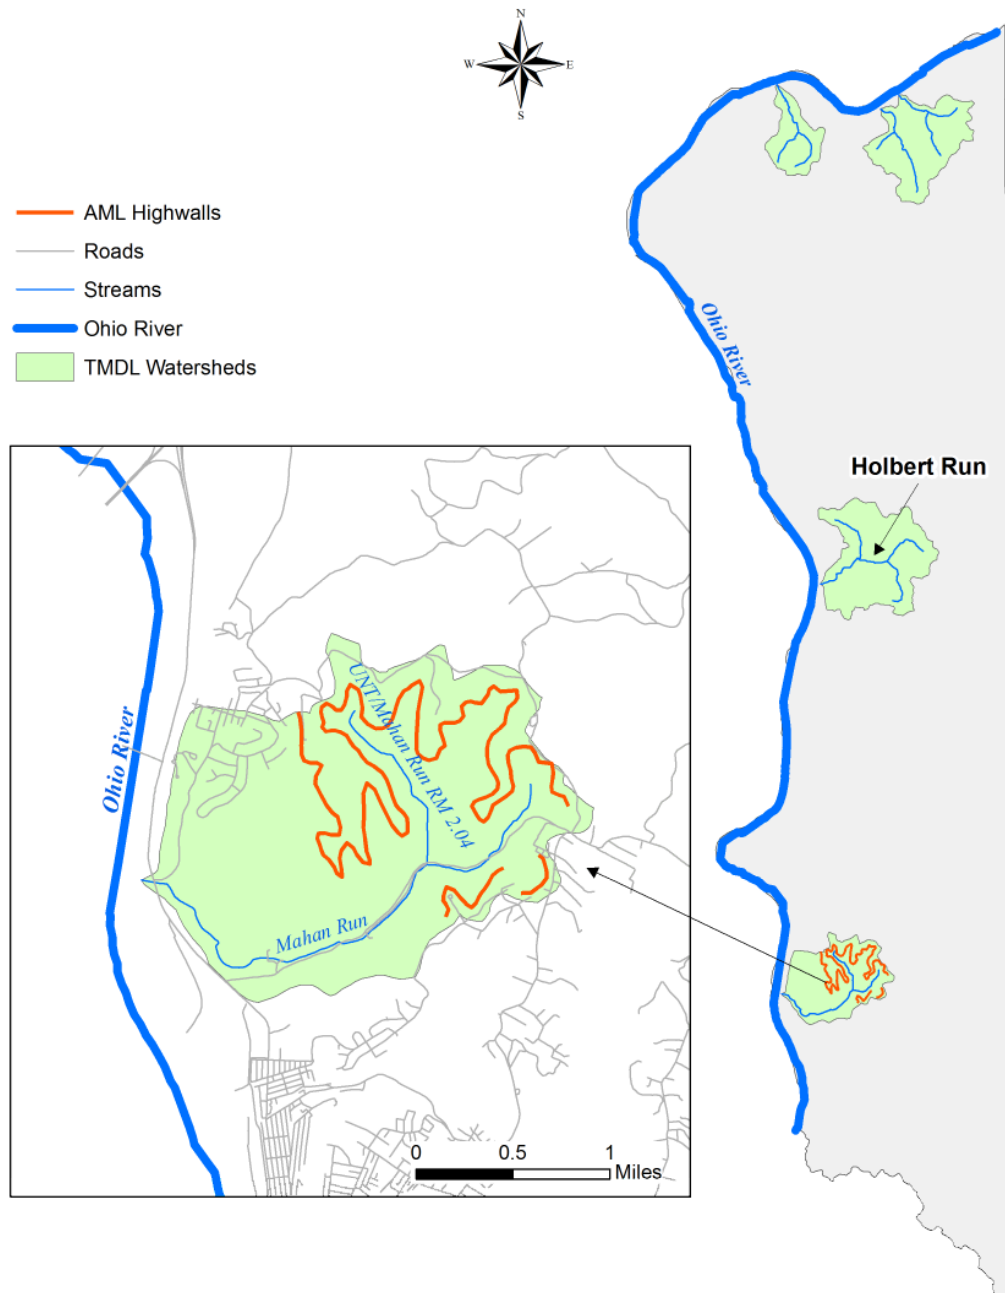 N
W
E
S
AML Highwalls
Roads
Streams
Ohio River
TMDL Watersheds
Ohio River
Holbert Run
Ohio River
UNT/Mahan Run RM 2.04
Mahan Run
0 0.5 1
Miles